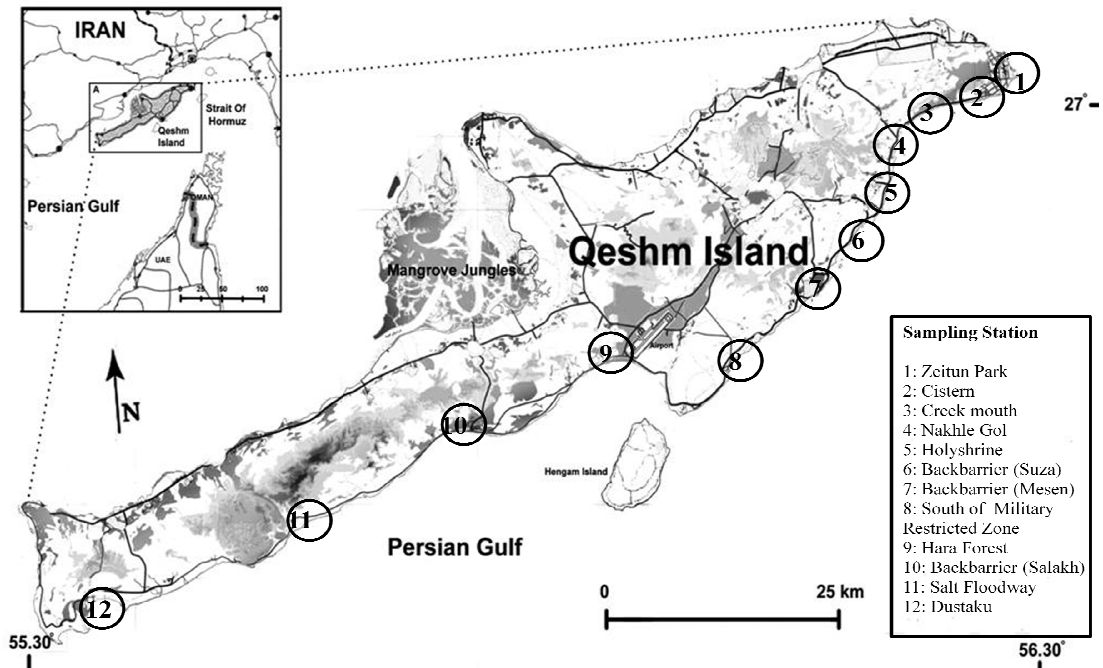 IRAN
A
Strait Of
Hormuz
Qeshm
Island
Persian Gulf
OMAN
UAE
0 25 50 100
27°
1
2
3
4
5
6
7
8
9
10
11
12
Qeshm Island
Mangrove Jungles
Airport
N
Hengam Island
Persian Gulf
0 25 km
55.30°
56.30°
Sampling Station
1: Zeitun Park
2: Cistern
3: Creek mouth
4: Nakhle Gol
5: Holyshrine
6: Backbarrier (Suza)
7: Backbarrier (Mesen)
8: South of Military
Restricted Zone
9: Hara Forest
10: Backbarrier (Salakh)
11: Salt Floodway
12: Dustaku